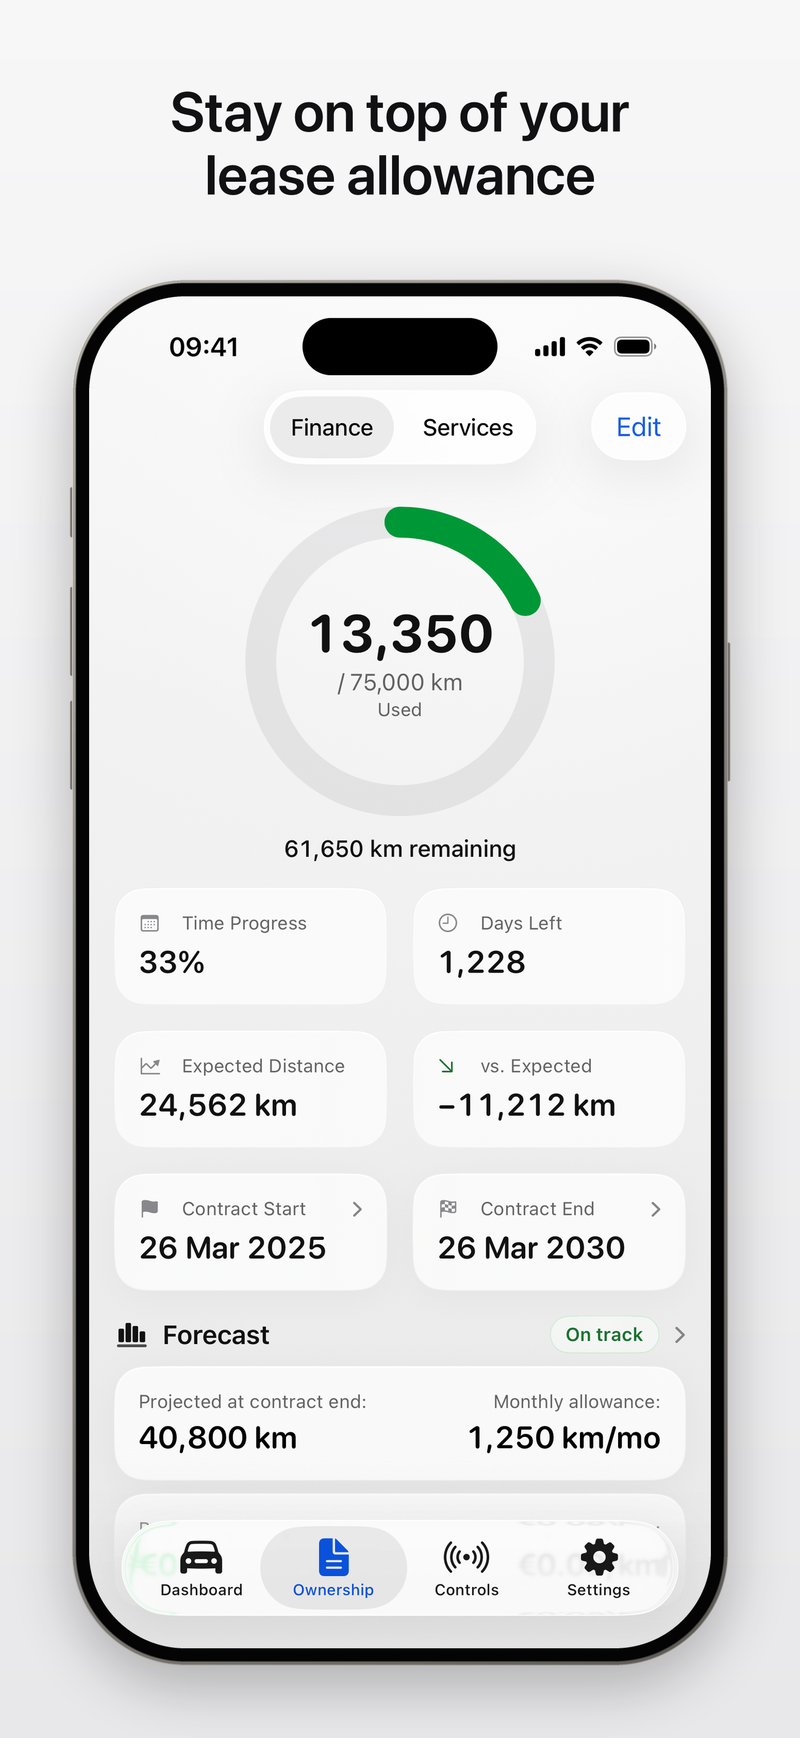 Stay on top of your
lease allowance
09:41
Finance Services Edit
13,350
/ 75,000 km
Used
61,650 km remaining
Time Progress
33%
Days Left
1,228
Expected Distance
24,562 km
vs. Expected
−11,212 km
Contract Start
26 Mar 2025
Contract End
26 Mar 2030
Forecast On track
Projected at contract end:
40,800 km
Monthly allowance:
1,250 km/mo
Dashboard Ownership Controls Settings